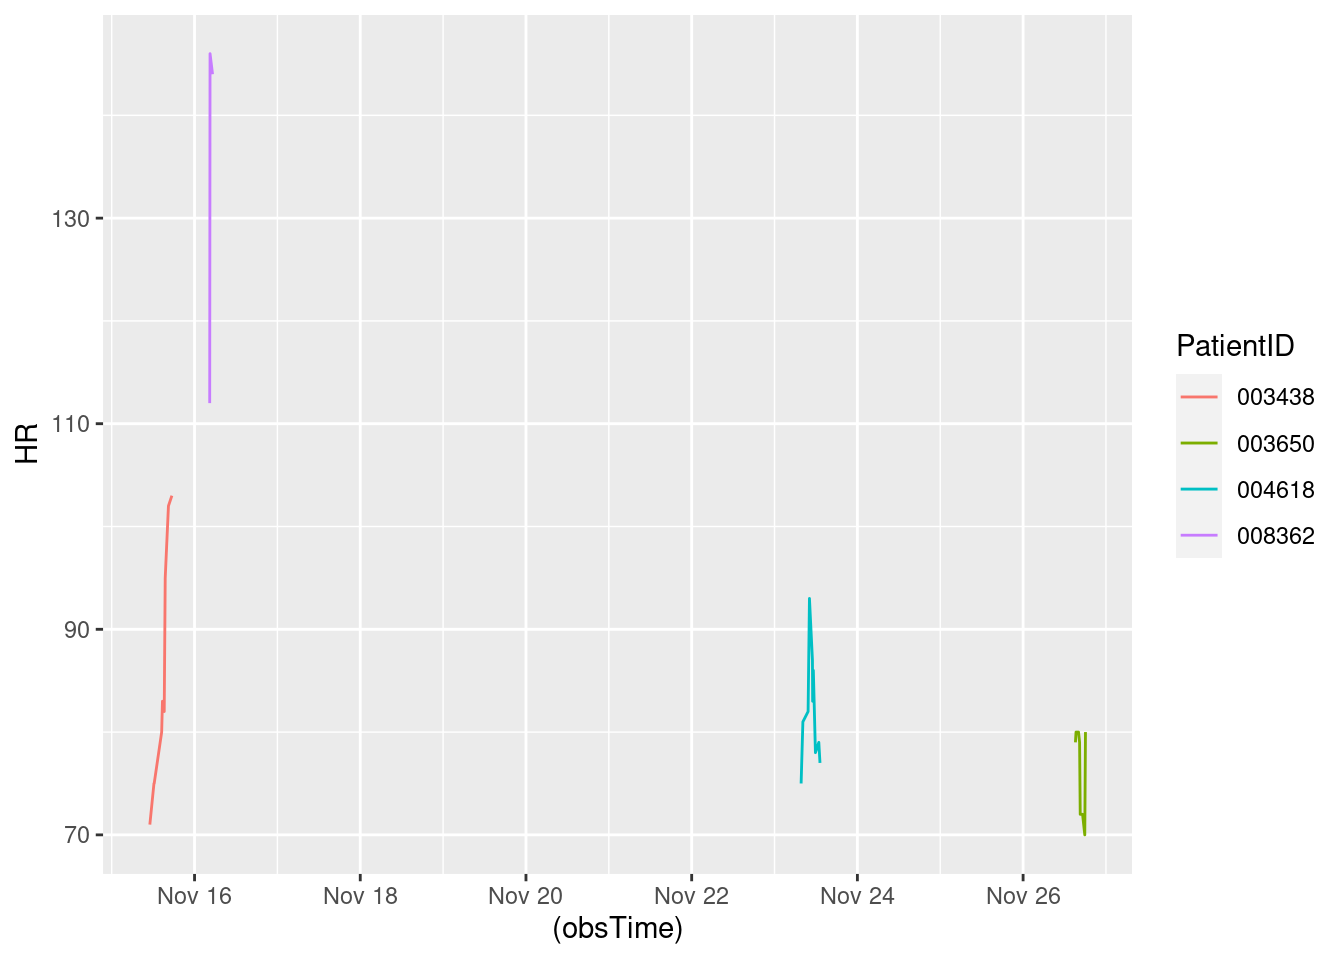 130
110
90
70
HR
Nov 16
Nov 18
Nov 20
Nov 22
Nov 24
Nov 26
(obsTime)
PatientID
003438
003650
004618
008362